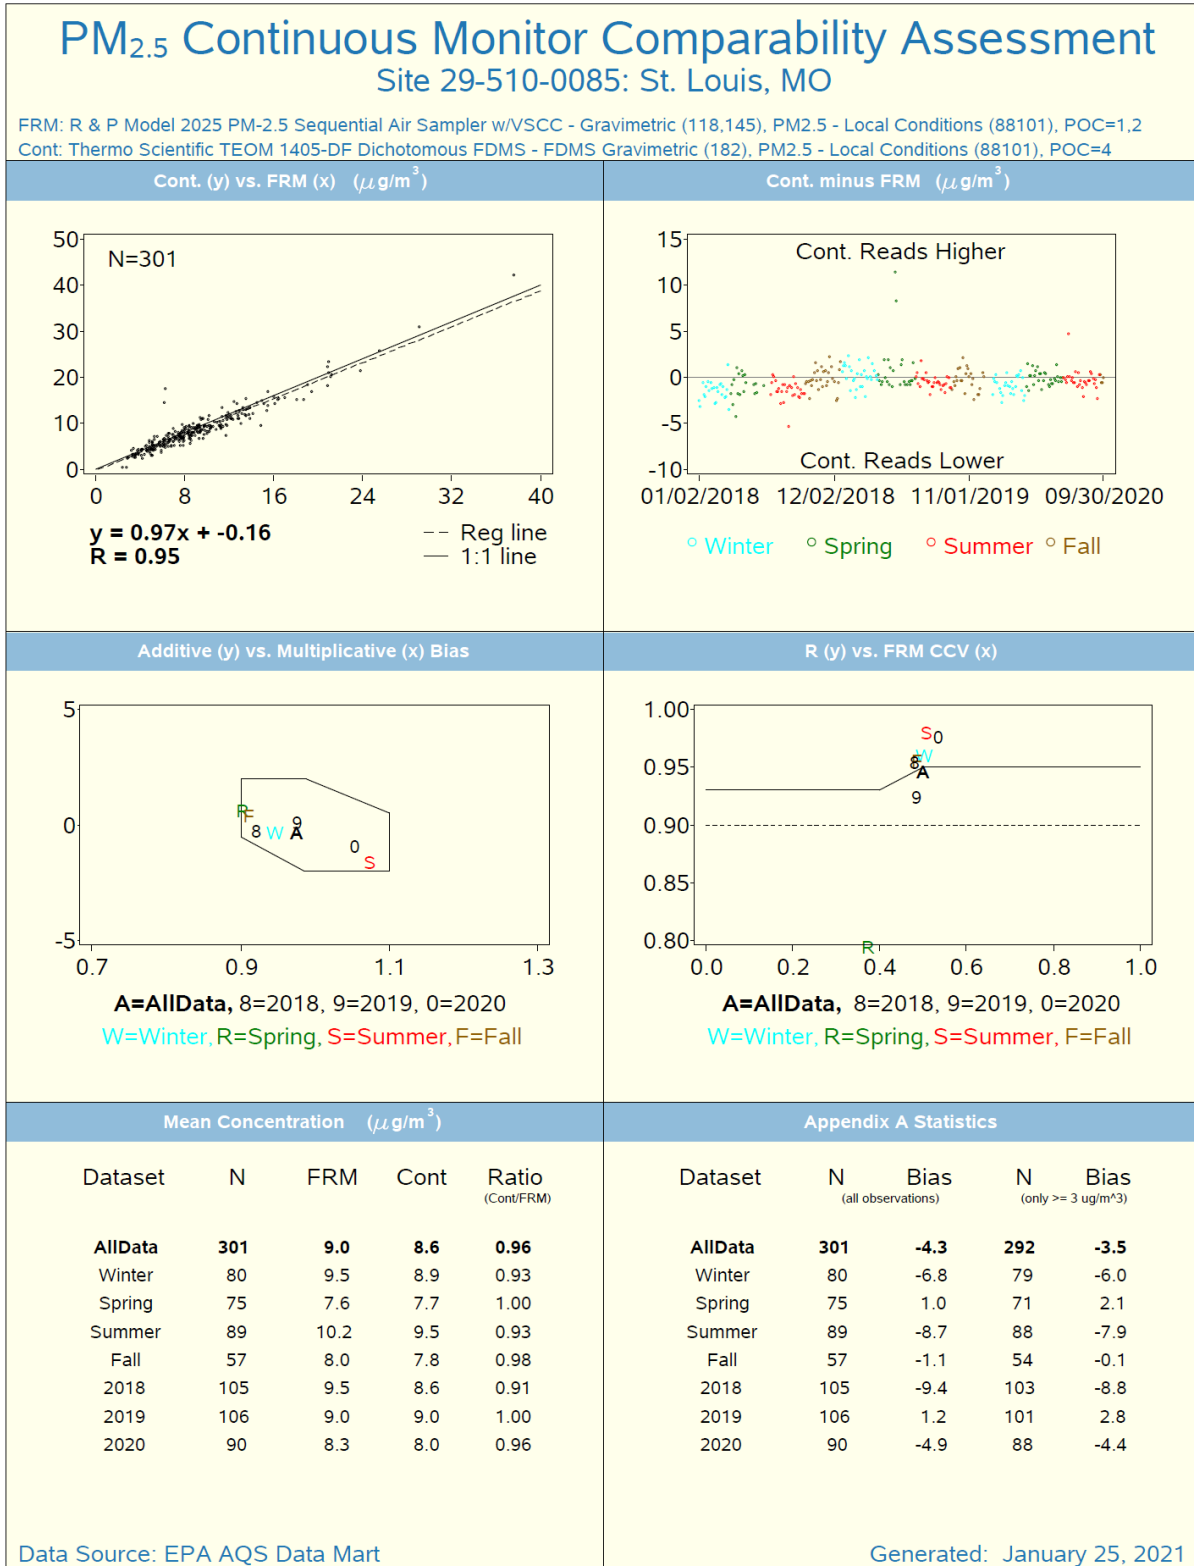 PM2.5 Continuous Monitor Comparability Assessment
Site 29-510-0085: St. Louis, MO
FRM: R & P Model 2025 PM-2.5 Sequential Air Sampler w/VSCC - Gravimetric (118,145), PM2.5 - Local Conditions (88101), POC=1,2
Cont: Thermo Scientific TEOM 1405-DF Dichotomous FDMS - FDMS Gravimetric (182), PM2.5 - Local Conditions (88101), POC=4
Cont. (y) vs. FRM (x) (μg/m³)
50
40
30
20
10
0
N=301
0 8 16 24 32 40
y = 0.97x + -0.16
R = 0.95
Reg line
1:1 line
Cont. minus FRM (μg/m³)
15
10
5
0
-5
-10
Cont. Reads Higher
Cont. Reads Lower
01/02/2018 12/02/2018 11/01/2019 09/30/2020
Winter Spring Summer Fall
Additive (y) vs. Multiplicative (x) Bias
5
0
-5
R
F
8
W
9
A
0
S
0.7 0.9 1.1 1.3
A=AllData, 8=2018, 9=2019, 0=2020
W=Winter, R=Spring, S=Summer, F=Fall
R (y) vs. FRM CCV (x)
1.00
0.95
0.90
0.85
0.80
S
0
W
8
A
9
R
0.0 0.2 0.4 0.6 0.8 1.0
A=AllData, 8=2018, 9=2019, 0=2020
W=Winter, R=Spring, S=Summer, F=Fall
Mean Concentration (μg/m³)
Dataset N FRM Cont Ratio
(Cont/FRM)
AllData 301 9.0 8.6 0.96
Winter 80 9.5 8.9 0.93
Spring 75 7.6 7.7 1.00
Summer 89 10.2 9.5 0.93
Fall 57 8.0 7.8 0.98
2018 105 9.5 8.6 0.91
2019 106 9.0 9.0 1.00
2020 90 8.3 8.0 0.96
Appendix A Statistics
Dataset N Bias N Bias
(all observations) (only >= 3 ug/m^3)
AllData 301 -4.3 292 -3.5
Winter 80 -6.8 79 -6.0
Spring 75 1.0 71 2.1
Summer 89 -8.7 88 -7.9
Fall 57 -1.1 54 -0.1
2018 105 -9.4 103 -8.8
2019 106 1.2 101 2.8
2020 90 -4.9 88 -4.4
Data Source: EPA AQS Data Mart
Generated: January 25, 2021